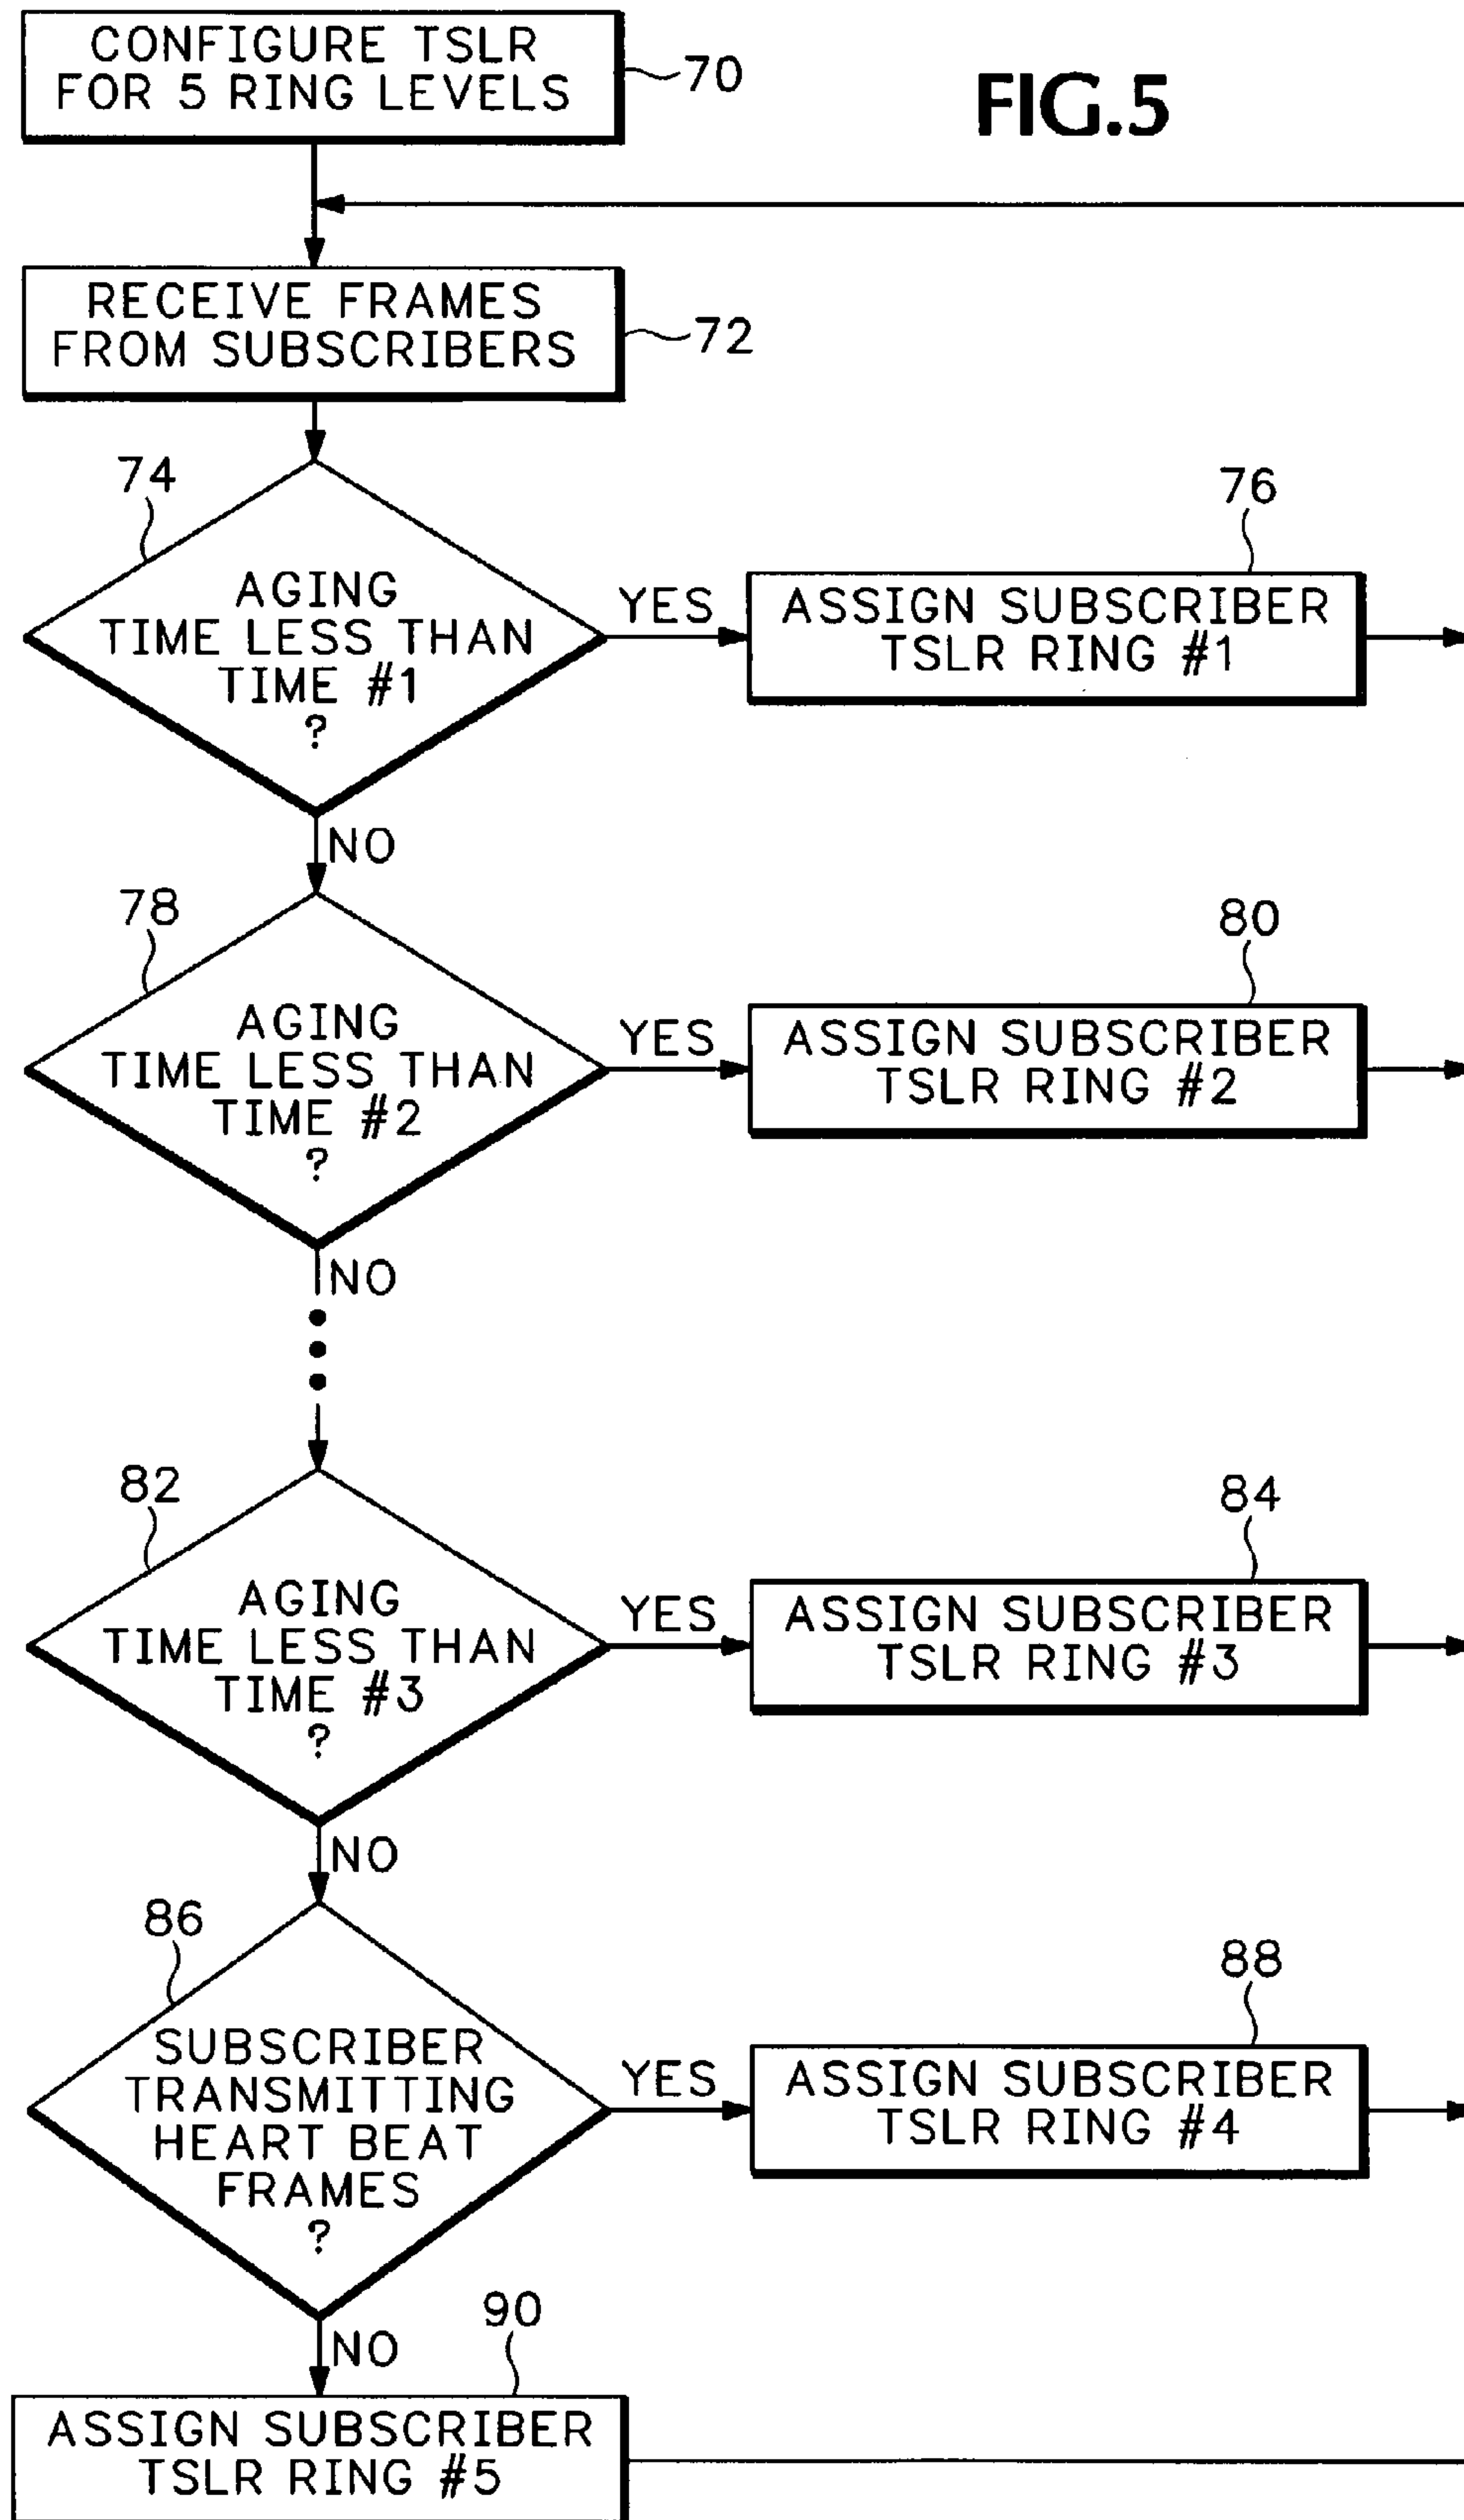 CONFIGURE TSLR
FOR 5 RING LEVELS
70
FIG.5
RECEIVE FRAMES
FROM SUBSCRIBERS
72
74
AGING
TIME LESS THAN
TIME #1
?
YES
76
ASSIGN SUBSCRIBER
TSLR RING #1
NO
78
AGING
TIME LESS THAN
TIME #2
?
YES
80
ASSIGN SUBSCRIBER
TSLR RING #2
NO
82
AGING
TIME LESS THAN
TIME #3
?
YES
84
ASSIGN SUBSCRIBER
TSLR RING #3
NO
86
SUBSCRIBER
TRANSMITTING
HEART BEAT
FRAMES
?
YES
88
ASSIGN SUBSCRIBER
TSLR RING #4
NO
90
ASSIGN SUBSCRIBER
TSLR RING #5